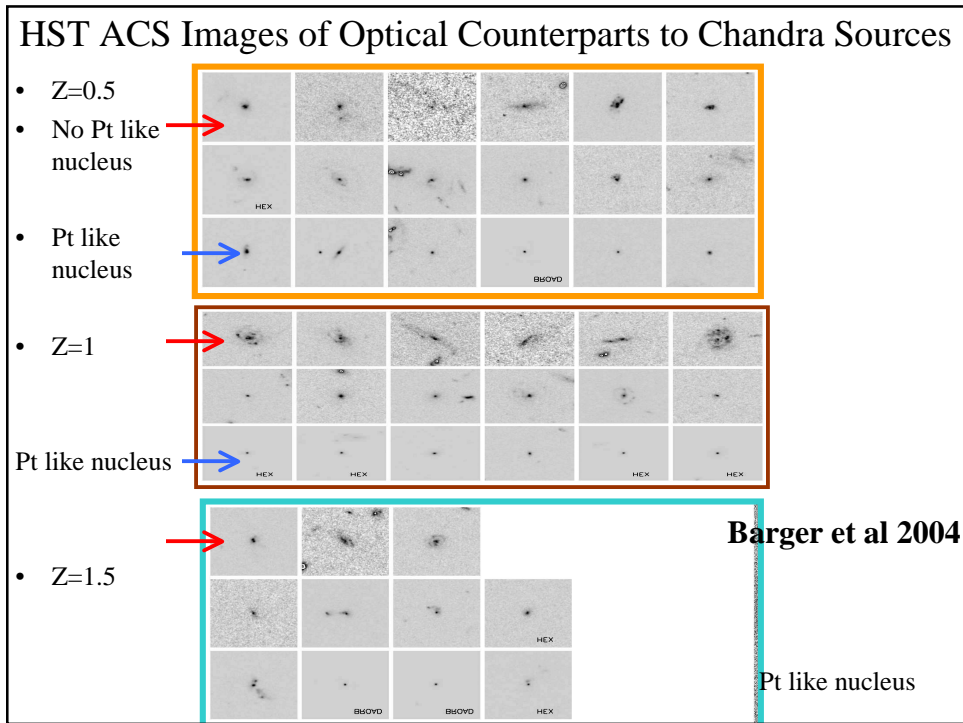 HST ACS Images of Optical Counterparts to Chandra Sources
• Z=0.5
• No Pt like
nucleus
HEX
• Pt like
nucleus
BROAD
• Z=1
Pt like nucleus
HEX
HEX
HEX
HEX
Barger et al 2004
• Z=1.5
HEX
BROAD
BROAD
HEX
Pt like nucleus